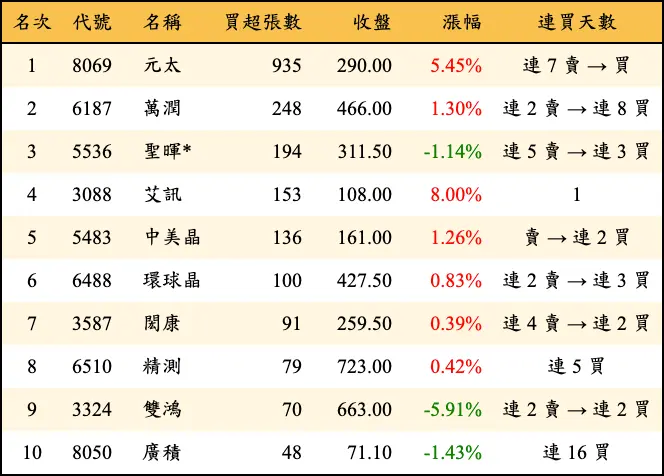 名次 代號 名稱 買超張數 收盤 漲幅 連買天數
1 8069 元太 935 290.00 5.45% 連 7 賣 → 買
2 6187 萬潤 248 466.00 1.30% 連 2 賣 → 連 8 買
3 5536 聖暉* 194 311.50 -1.14% 連 5 賣 → 連 3 買
4 3088 艾訊 153 108.00 8.00% 1
5 5483 中美晶 136 161.00 1.26% 賣 → 連 2 買
6 6488 環球晶 100 427.50 0.83% 連 2 賣 → 連 3 買
7 3587 閎康 91 259.50 0.39% 連 4 賣 → 連 2 買
8 6510 精測 79 723.00 0.42% 連 5 買
9 3324 雙鴻 70 663.00 -5.91% 連 2 賣 → 連 2 買
10 8050 廣積 48 71.10 -1.43% 連 16 買